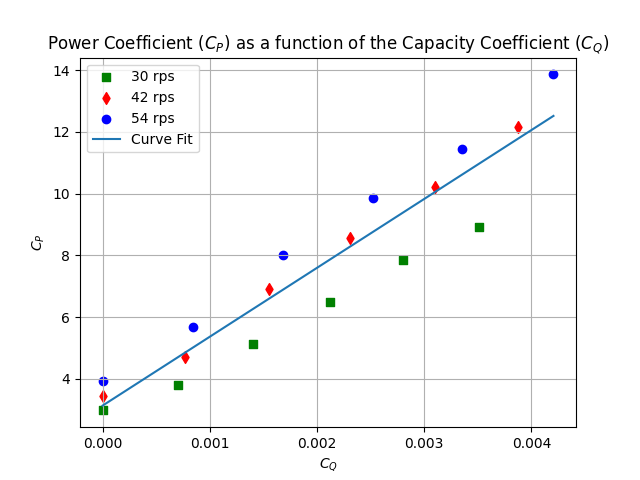 Power Coefficient (C_P) as a function of the Capacity Coefficient (C_Q)
30 rps
42 rps
54 rps
Curve Fit
14
12
10
8
6
4
C_P
0.000 0.001 0.002 0.003 0.004
C_Q